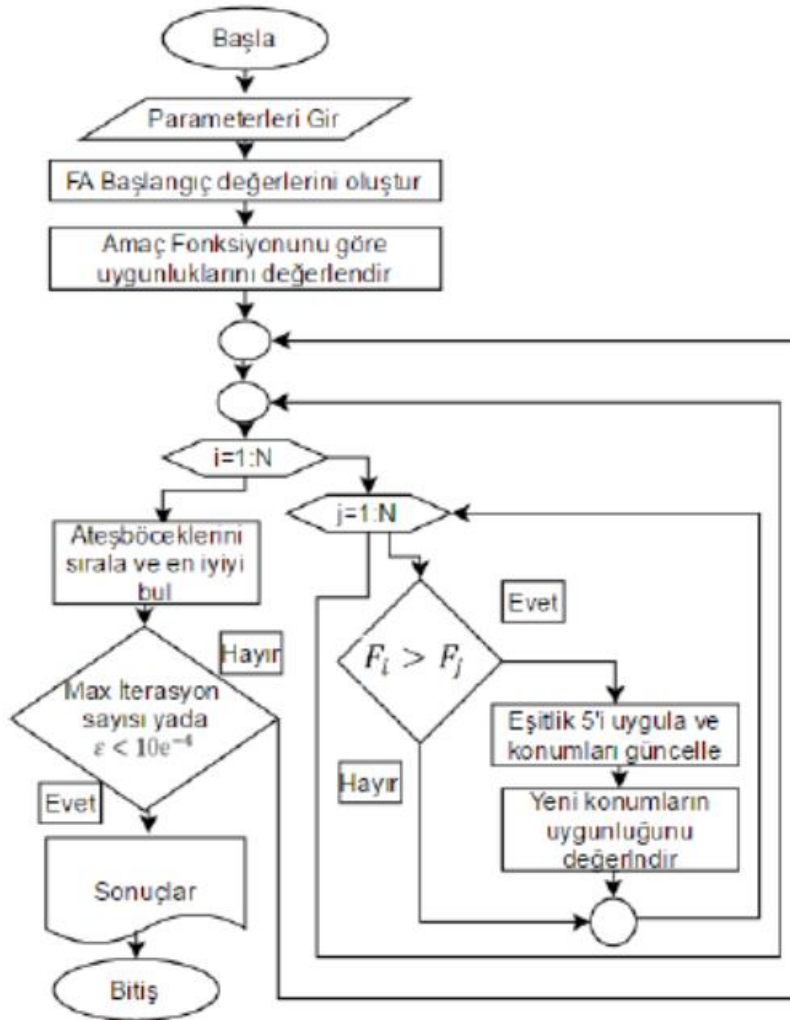 Başla
Parameterleri Gir
FA Başlangıç değerlerini oluştur
Amaç Fonksiyonunu göre
uygunluklarını değerlendir
i=1:N
j=1:N
Ateşböceklerini
sırala ve en iyiyi
bul
Evet
Hayır
F_i > F_j
Max İterasyon
sayısı yada
ε < 10e⁻⁴
Eşitlik 5'i uygula ve
konumları güncelle
Hayır
Evet
Yeni konumların
uygunluğunu
değerlndir
Sonuçlar
Bitiş